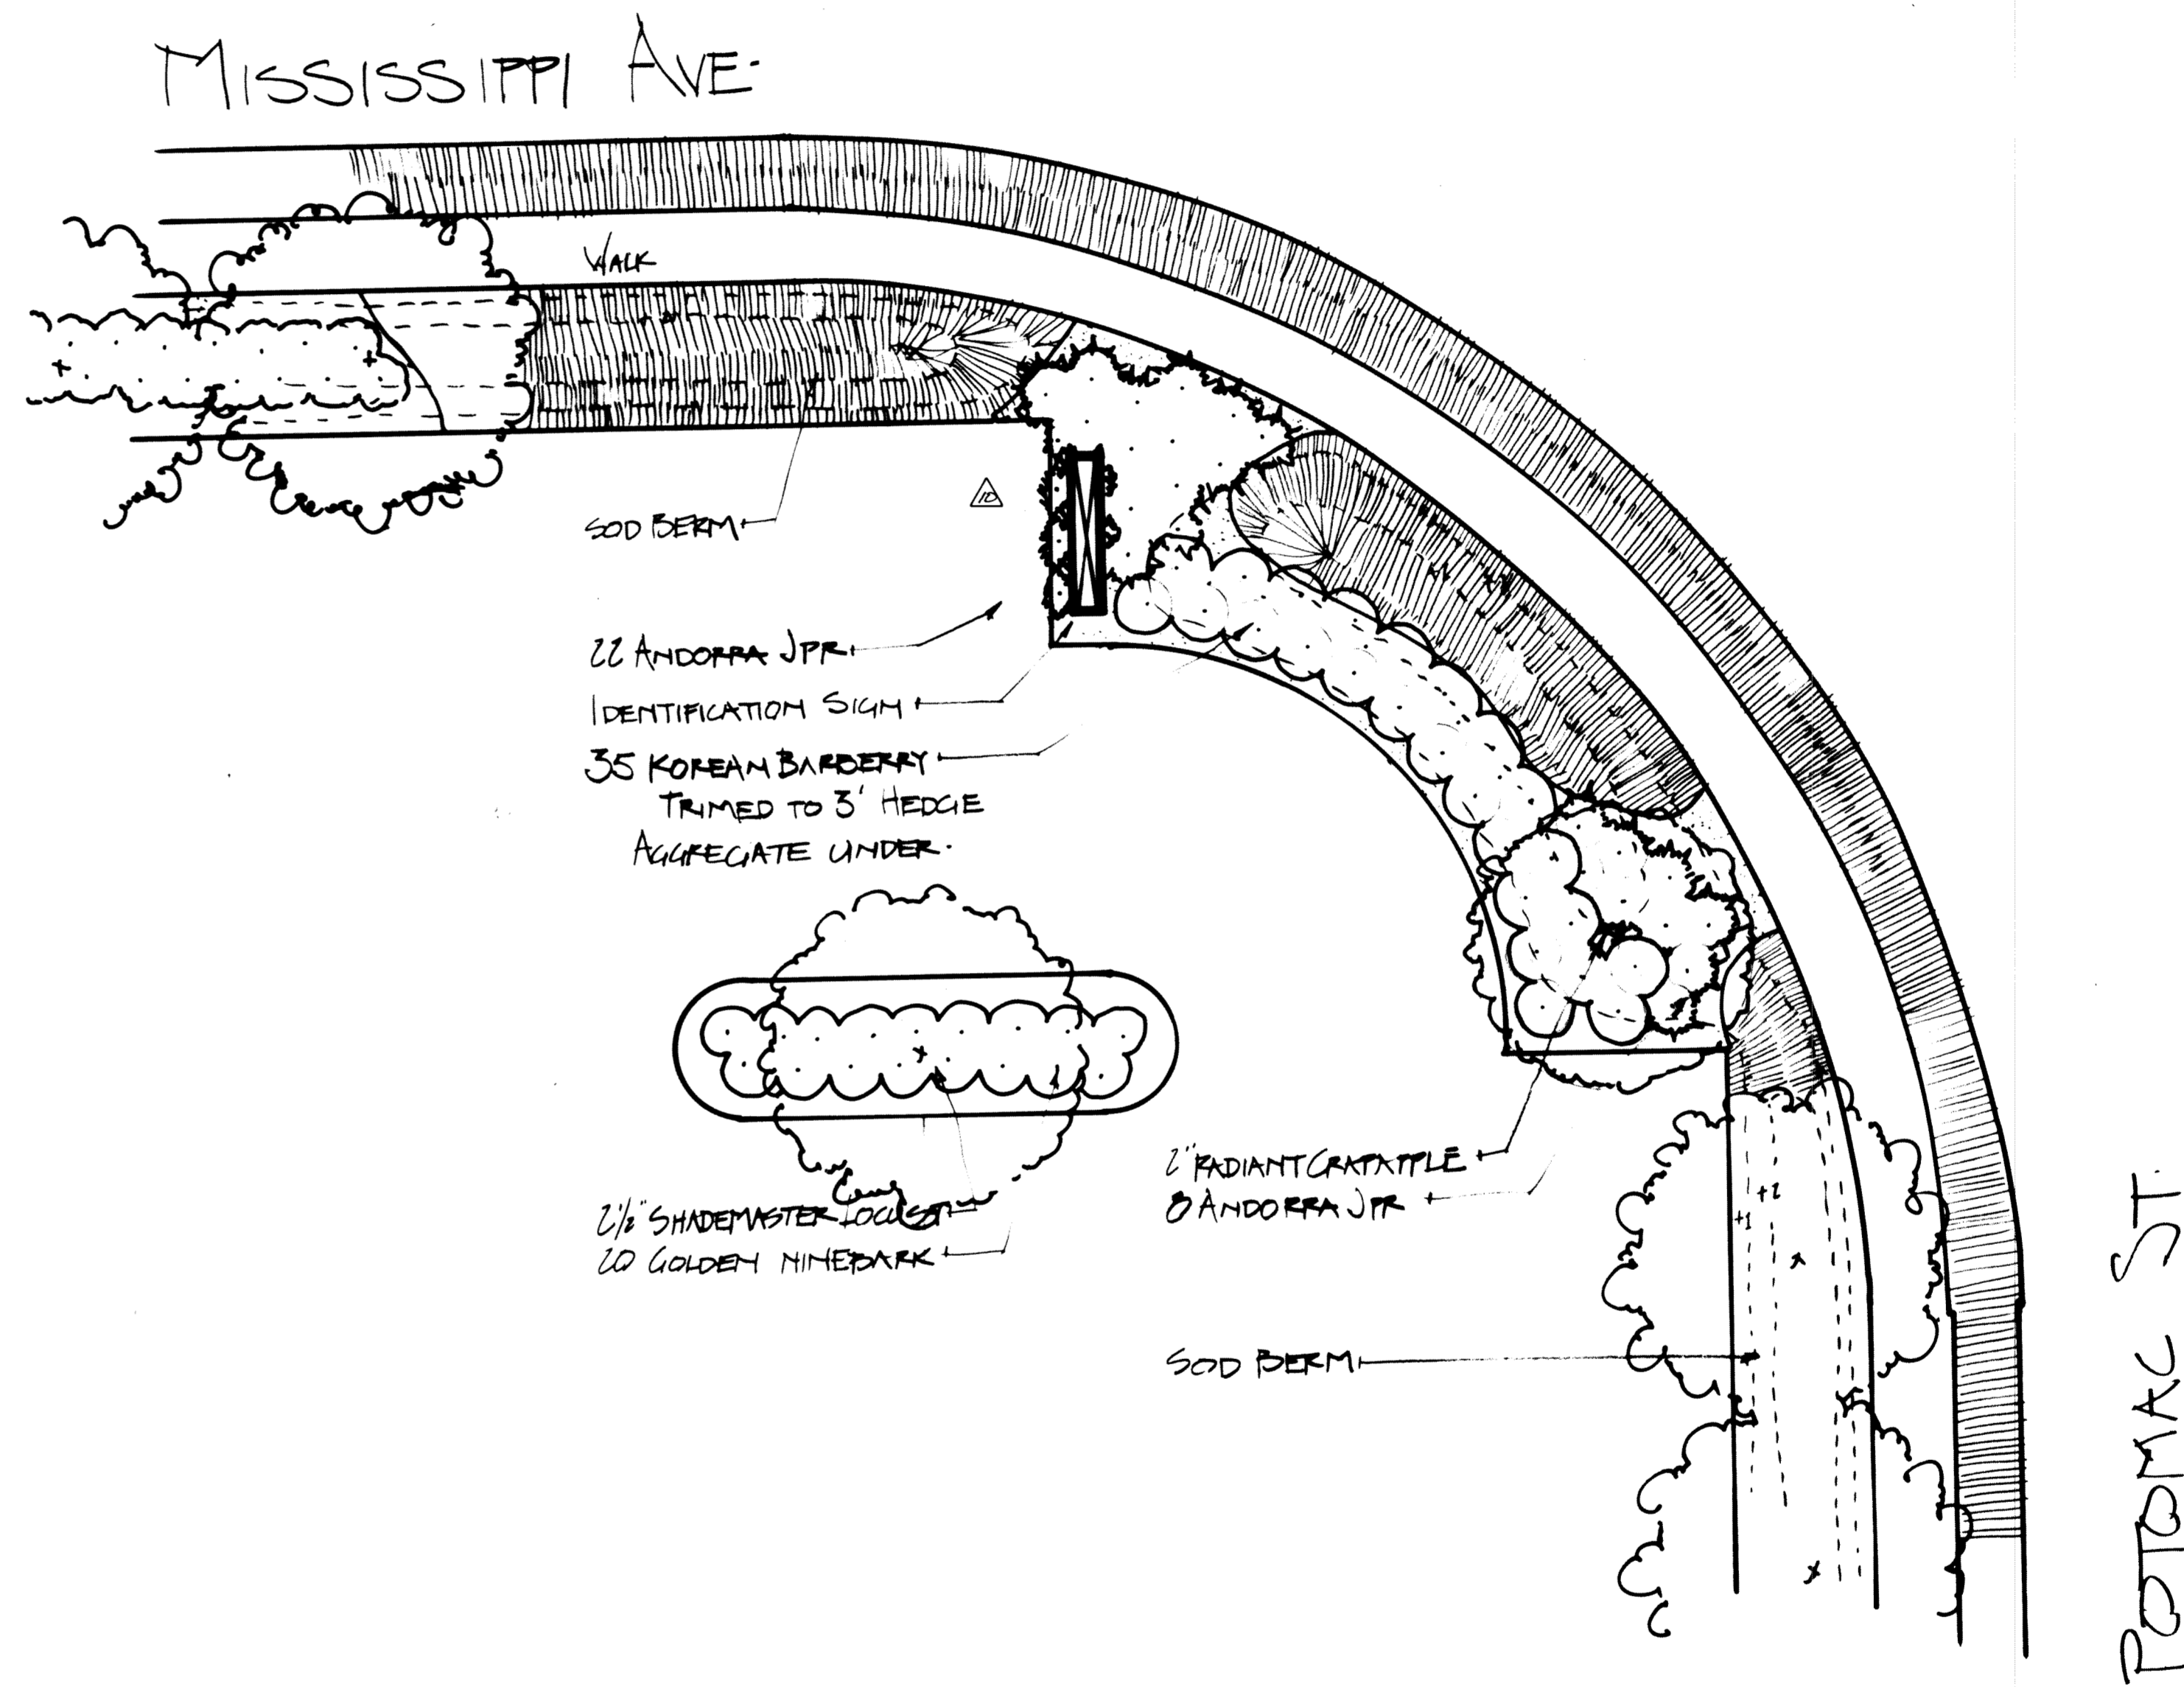 MISSISSIPPI AVE.
WALK
SOD BERM
10
22 ANDORRA JPR.
IDENTIFICATION SIGN
35 KOREAN BARBERRY
TRIMED TO 3' HEDGE
AGGREGATE UNDER.
2 1/2" SHADEMASTER LOCUST
20 GOLDEN NINEBARK
2" RADIANT CRAPAPPLE
8 ANDORRA JPR
+2
+1
SOD BERM
POTOMAC ST.